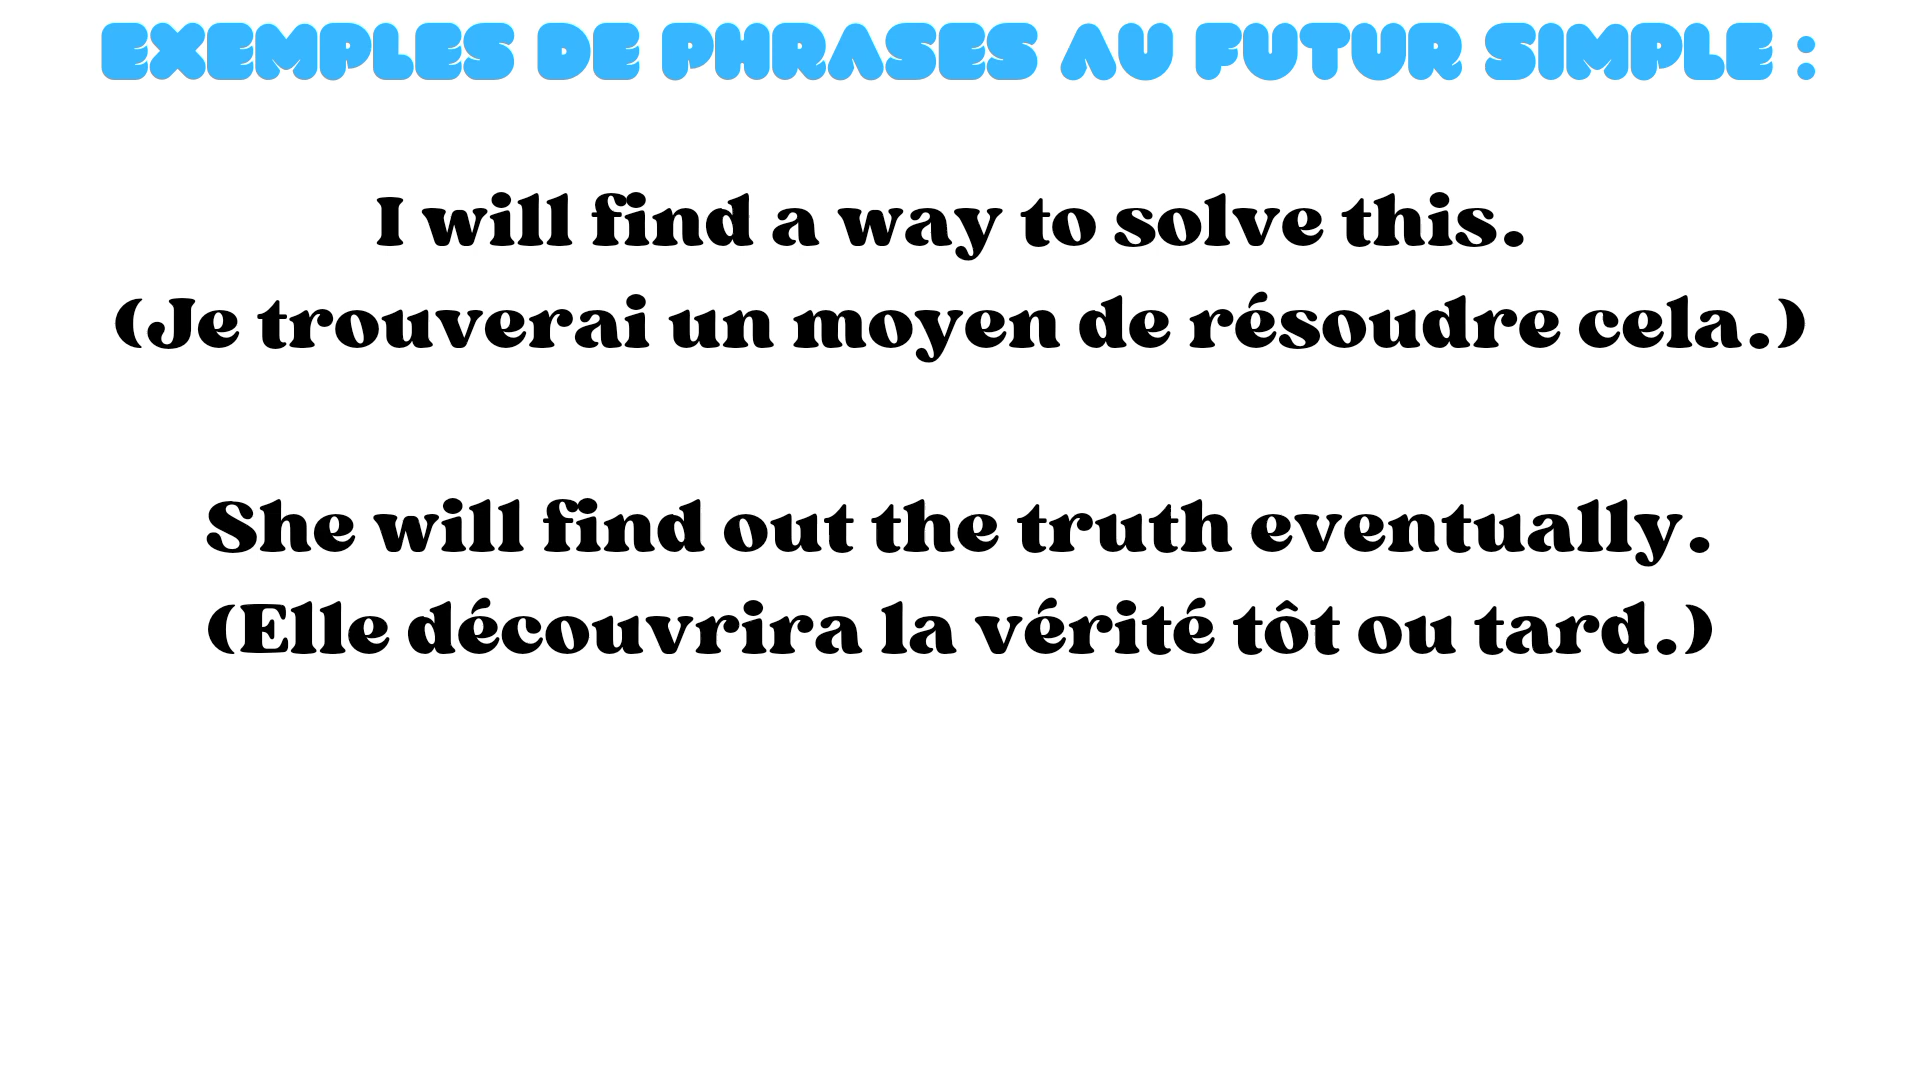 EXEMPLES DE PHRASES AU FUTUR SIMPLE :
I will find a way to solve this.
(Je trouverai un moyen de résoudre cela.)
She will find out the truth eventually.
(Elle découvrira la vérité tôt ou tard.)